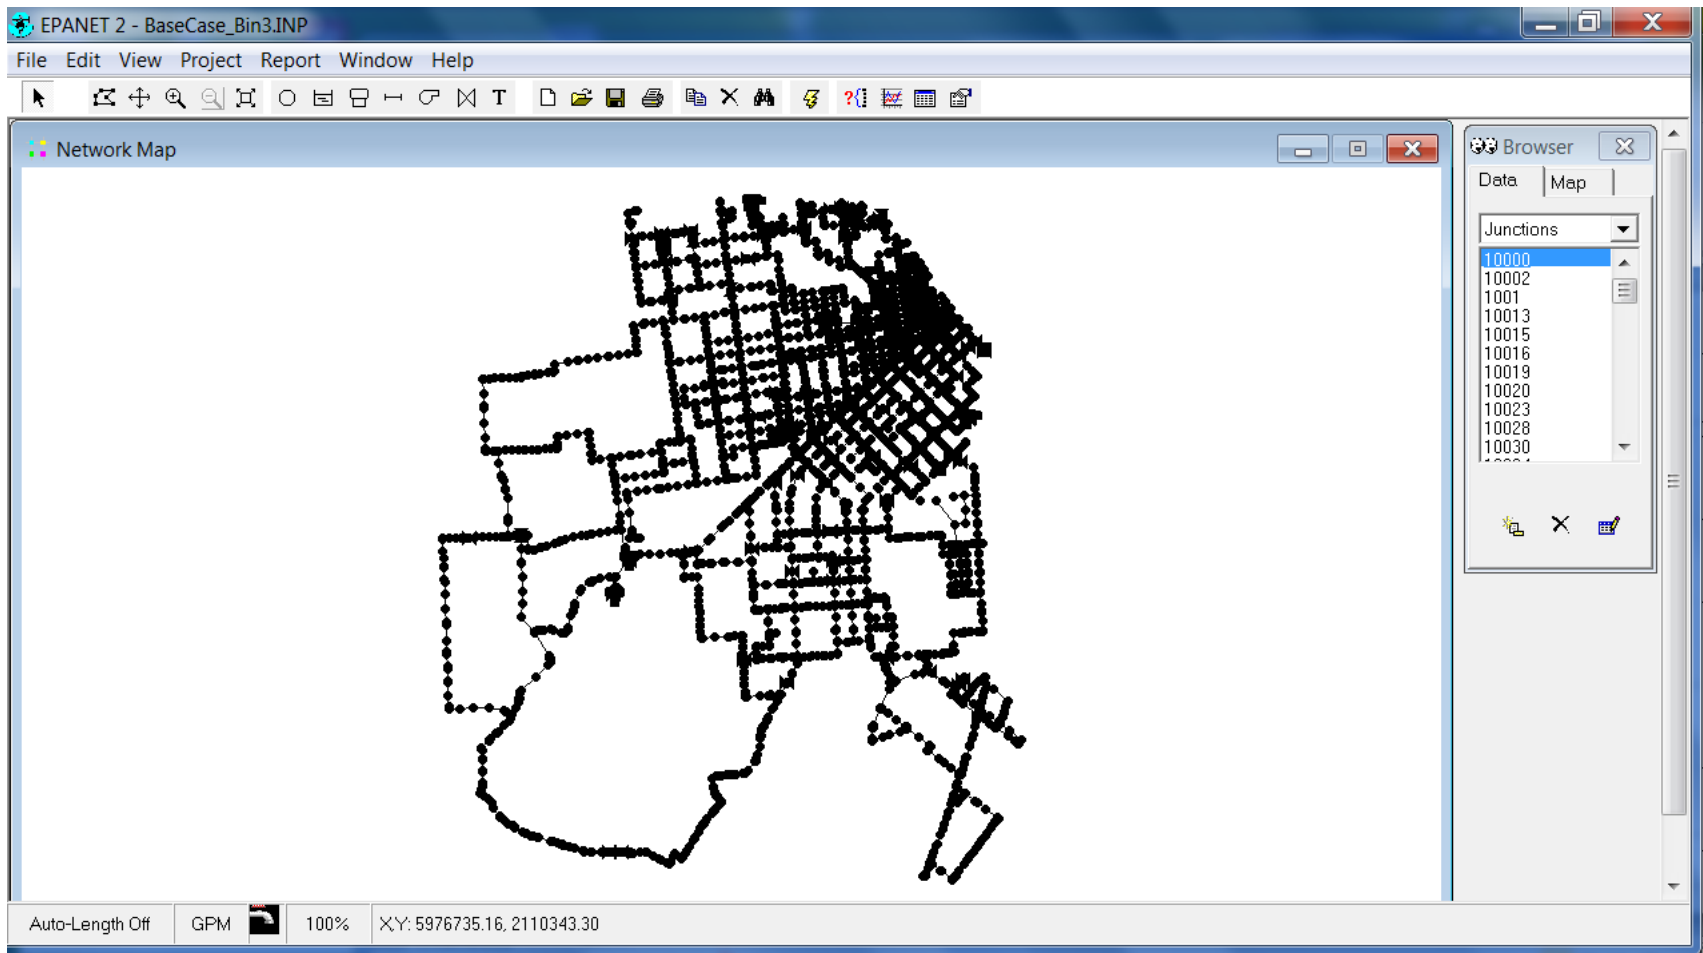 EPANET 2 - BaseCase_Bin3.INP
File Edit View Project Report Window Help
T
?{}
Network Map
Browser
Data Map
Junctions
10000
10002
1001
10013
10015
10016
10019
10020
10023
10028
10030
Auto-Length Off GPM 100% X,Y: 5976735.16, 2110343.30